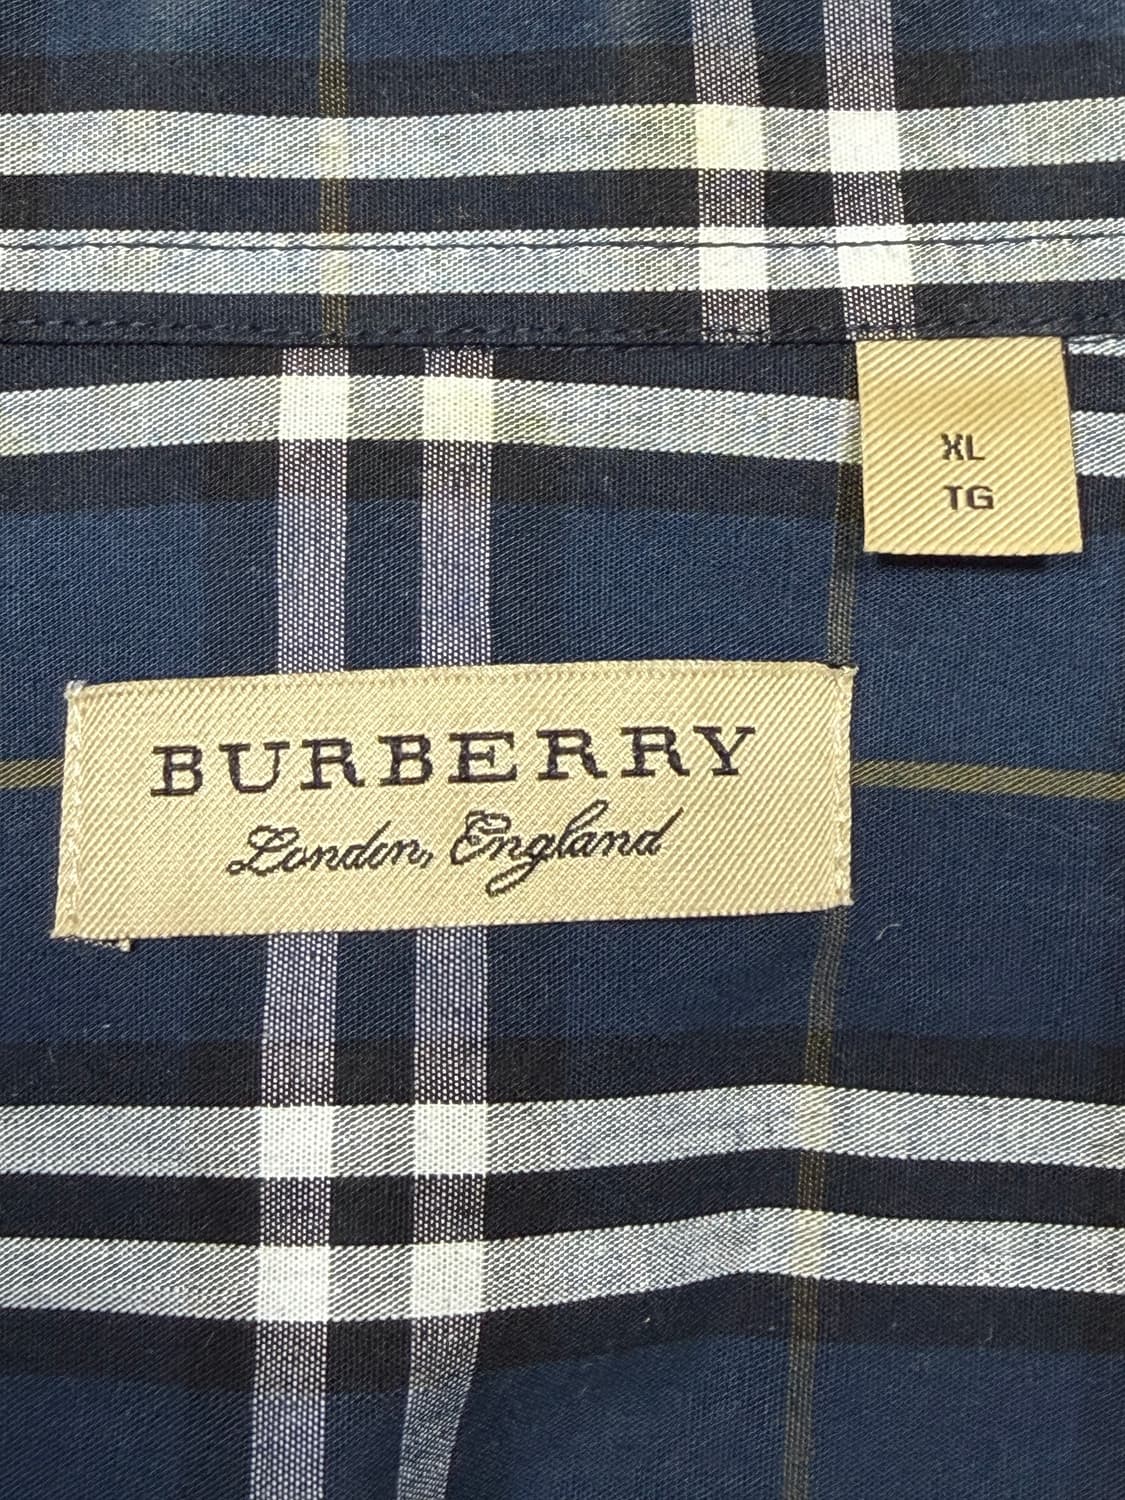 XL
TG
BURBERRY
London, England